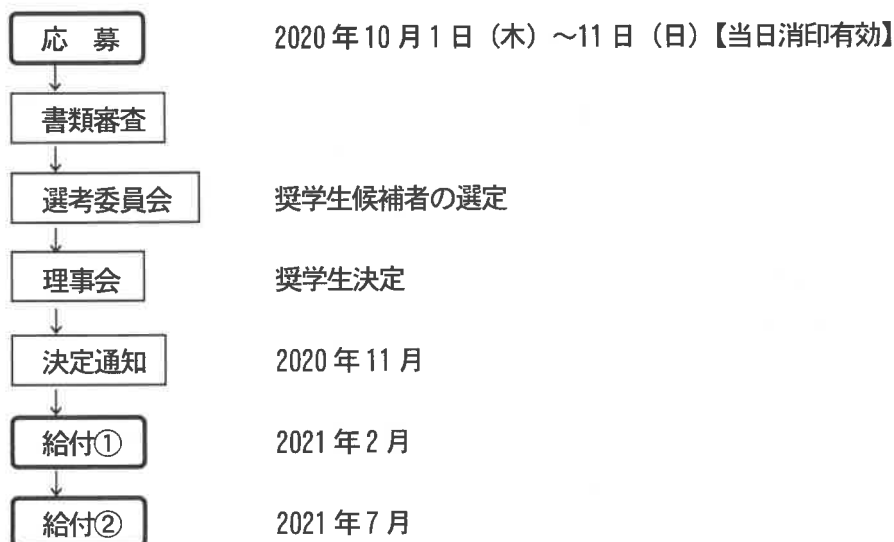 応　募　2020年10月1日（木）～11日（日）【当日消印有効】
書類審査
選考委員会　奨学生候補者の選定
理事会　奨学生決定
決定通知　2020年11月
給付①　2021年2月
給付②　2021年7月